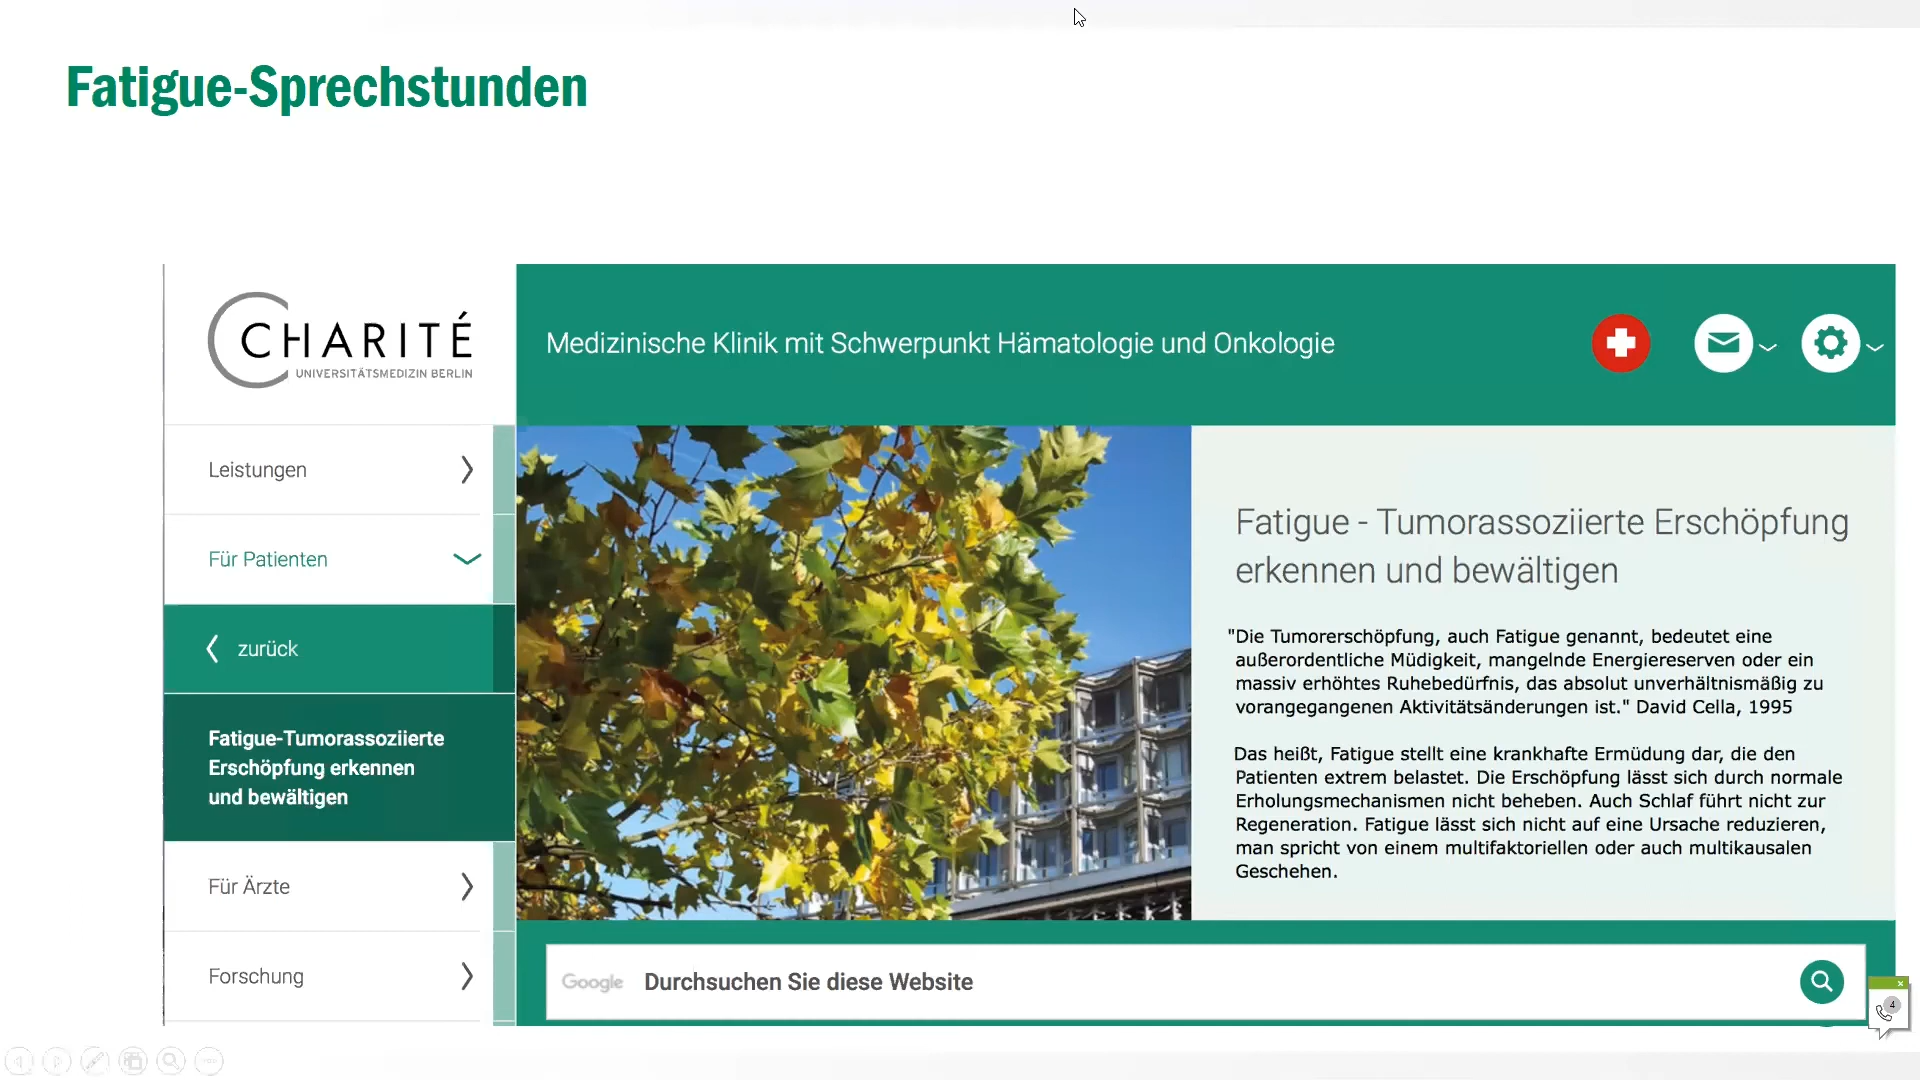 Fatigue-Sprechstunden
CHARITÉ
UNIVERSITÄTSMEDIZIN BERLIN
Medizinische Klinik mit Schwerpunkt Hämatologie und Onkologie
Leistungen
Für Patienten
zurück
Fatigue-Tumorassoziierte
Erschöpfung erkennen
und bewältigen
Für Ärzte
Forschung
Fatigue - Tumorassoziierte Erschöpfung
erkennen und bewältigen
"Die Tumorerschöpfung, auch Fatigue genannt, bedeutet eine
außerordentliche Müdigkeit, mangelnde Energiereserven oder ein
massiv erhöhtes Ruhebedürfnis, das absolut unverhältnismäßig zu
vorangegangenen Aktivitätsänderungen ist." David Cella, 1995
Das heißt, Fatigue stellt eine krankhafte Ermüdung dar, die den
Patienten extrem belastet. Die Erschöpfung lässt sich durch normale
Erholungsmechanismen nicht beheben. Auch Schlaf führt nicht zur
Regeneration. Fatigue lässt sich nicht auf eine Ursache reduzieren,
man spricht von einem multifaktoriellen oder auch multikausalen
Geschehen.
Google Durchsuchen Sie diese Website
4